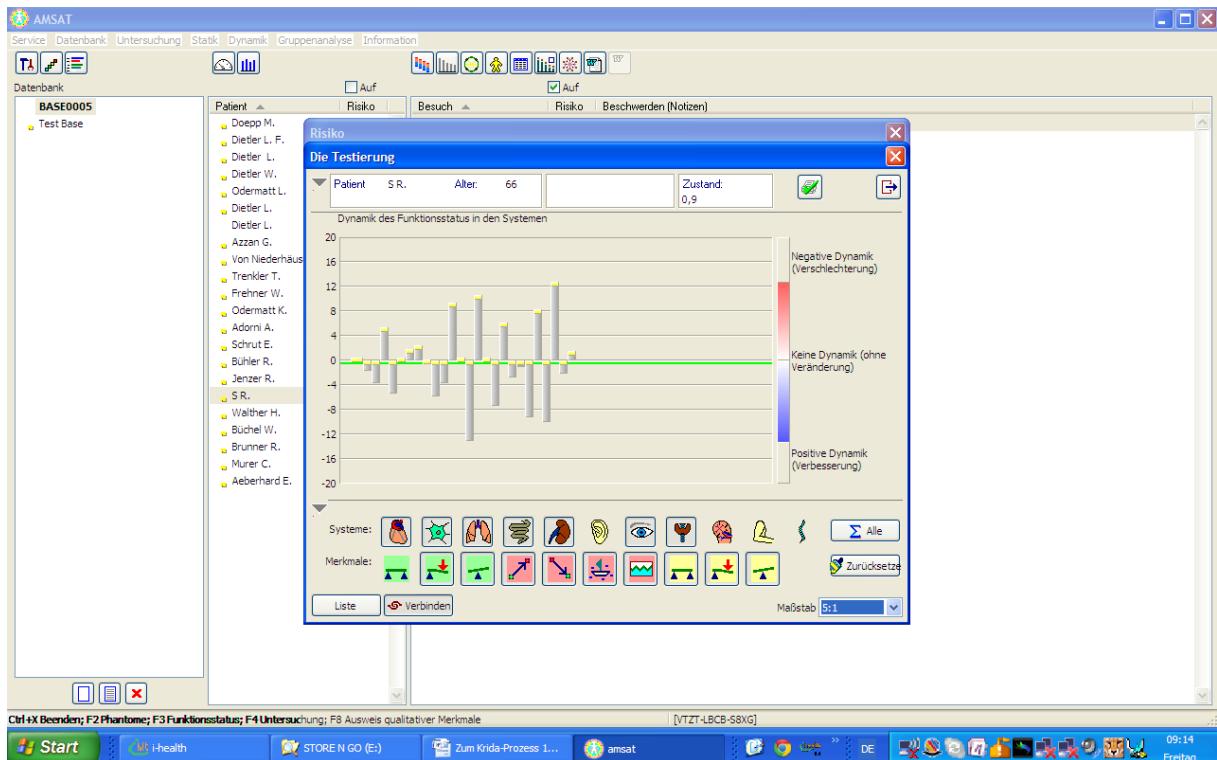 AMSAT
Service Datenbank Untersuchung Statik Dynamik Gruppenanalyse Information
Datenbank
Auf
Auf
BASE0005
Test Base
Patient Risiko
Besuch Risiko Beschwerden (Notizen)
Doepp M.
Dietler L. F.
Dietler L.
Dietler W.
Odermatt L.
Dietler L.
Dietler L.
Azzan G.
Von Niederhäus
Trenkler T.
Frehner W.
Odermatt K.
Adorni A.
Schrut E.
Bühler R.
Jenzer R.
S R.
Walther H.
Büchel W.
Brunner R.
Murer C.
Aeberhard E.
Risiko
Die Testierung
Patient S R. Alter: 66
Zustand:
0,9
Dynamik des Funktionsstatus in den Systemen
20
16
12
8
4
0
-4
-8
-12
-16
-20
Negative Dynamik
(Verschlechterung)
Keine Dynamik (ohne
Veränderung)
Positive Dynamik
(Verbesserung)
Systeme:
Σ Alle
Merkmale:
Zurücksetze
Liste
Verbinden
Maßstab 5:1
Ctrl+X Beenden; F2 Phantome; F3 Funktionsstatus; F4 Untersuchung; F8 Ausweis qualitativer Merkmale
[VTZT-LBCB-S8XG]
Start
i-health
STORE N GO (E:)
Zum Krida-Prozess 1...
amsat
DE
09:14
Freitag